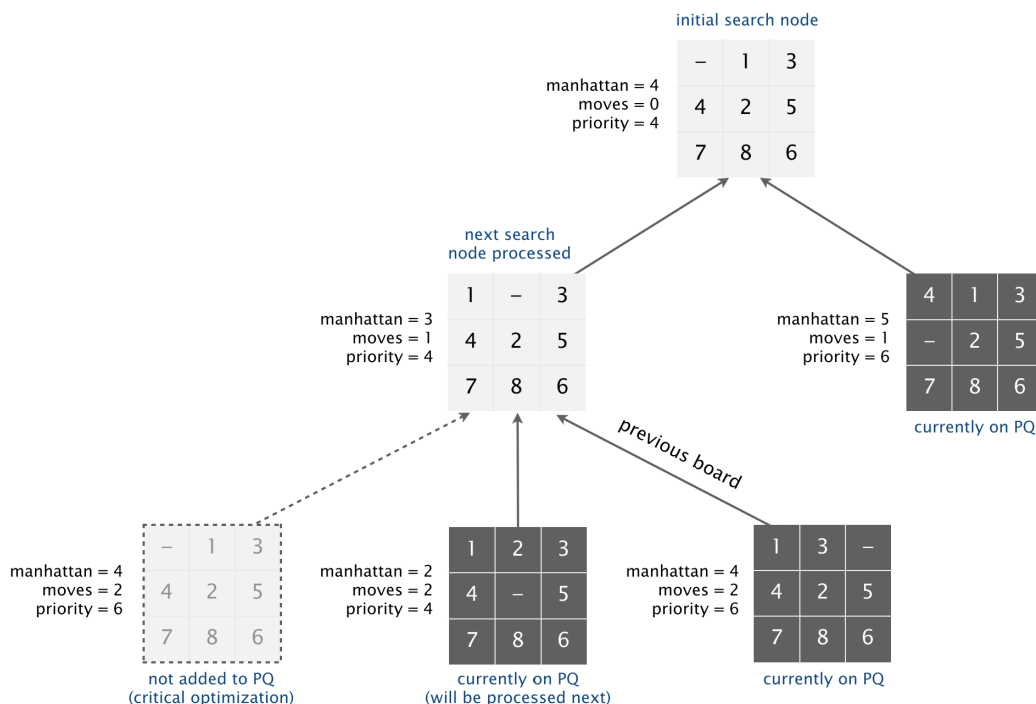 initial search node
manhattan = 4
moves = 0
priority = 4
– 1 3
4 2 5
7 8 6
next search
node processed
manhattan = 3
moves = 1
priority = 4
1 – 3
4 2 5
7 8 6
manhattan = 5
moves = 1
priority = 6
4 1 3
– 2 5
7 8 6
currently on PQ
previous board
manhattan = 4
moves = 2
priority = 6
– 1 3
4 2 5
7 8 6
not added to PQ
(critical optimization)
manhattan = 2
moves = 2
priority = 4
1 2 3
4 – 5
7 8 6
currently on PQ
(will be processed next)
manhattan = 4
moves = 2
priority = 6
1 3 –
4 2 5
7 8 6
currently on PQ